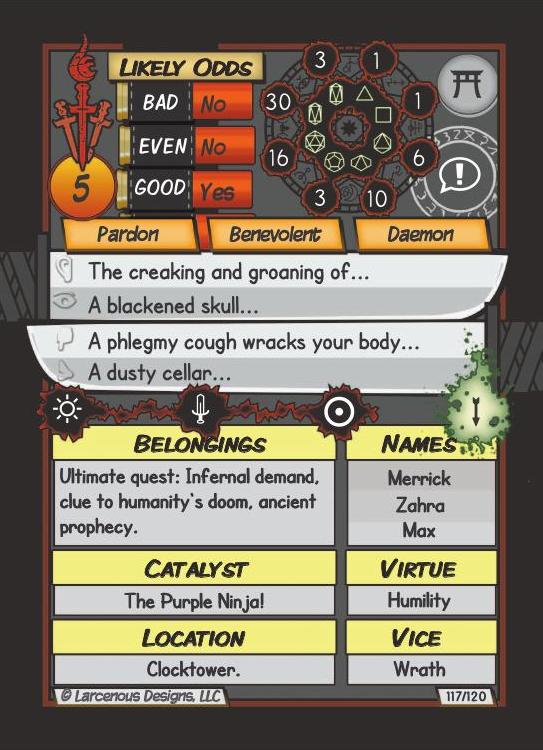 LIKELY ODDS
BAD No
EVEN No
GOOD Yes
5
3 1
30 1
16 6
3 10
!
Pardon Benevolent Daemon
The creaking and groaning of...
A blackened skull...
A phlegmy cough wracks your body...
A dusty cellar...
BELONGINGS
Ultimate quest: Infernal demand,
clue to humanity's doom, ancient
prophecy.
NAMES
Merrick
Zahra
Max
CATALYST
The Purple Ninja!
VIRTUE
Humility
LOCATION
Clocktower.
VICE
Wrath
© Larcenous Designs, LLC
117/120